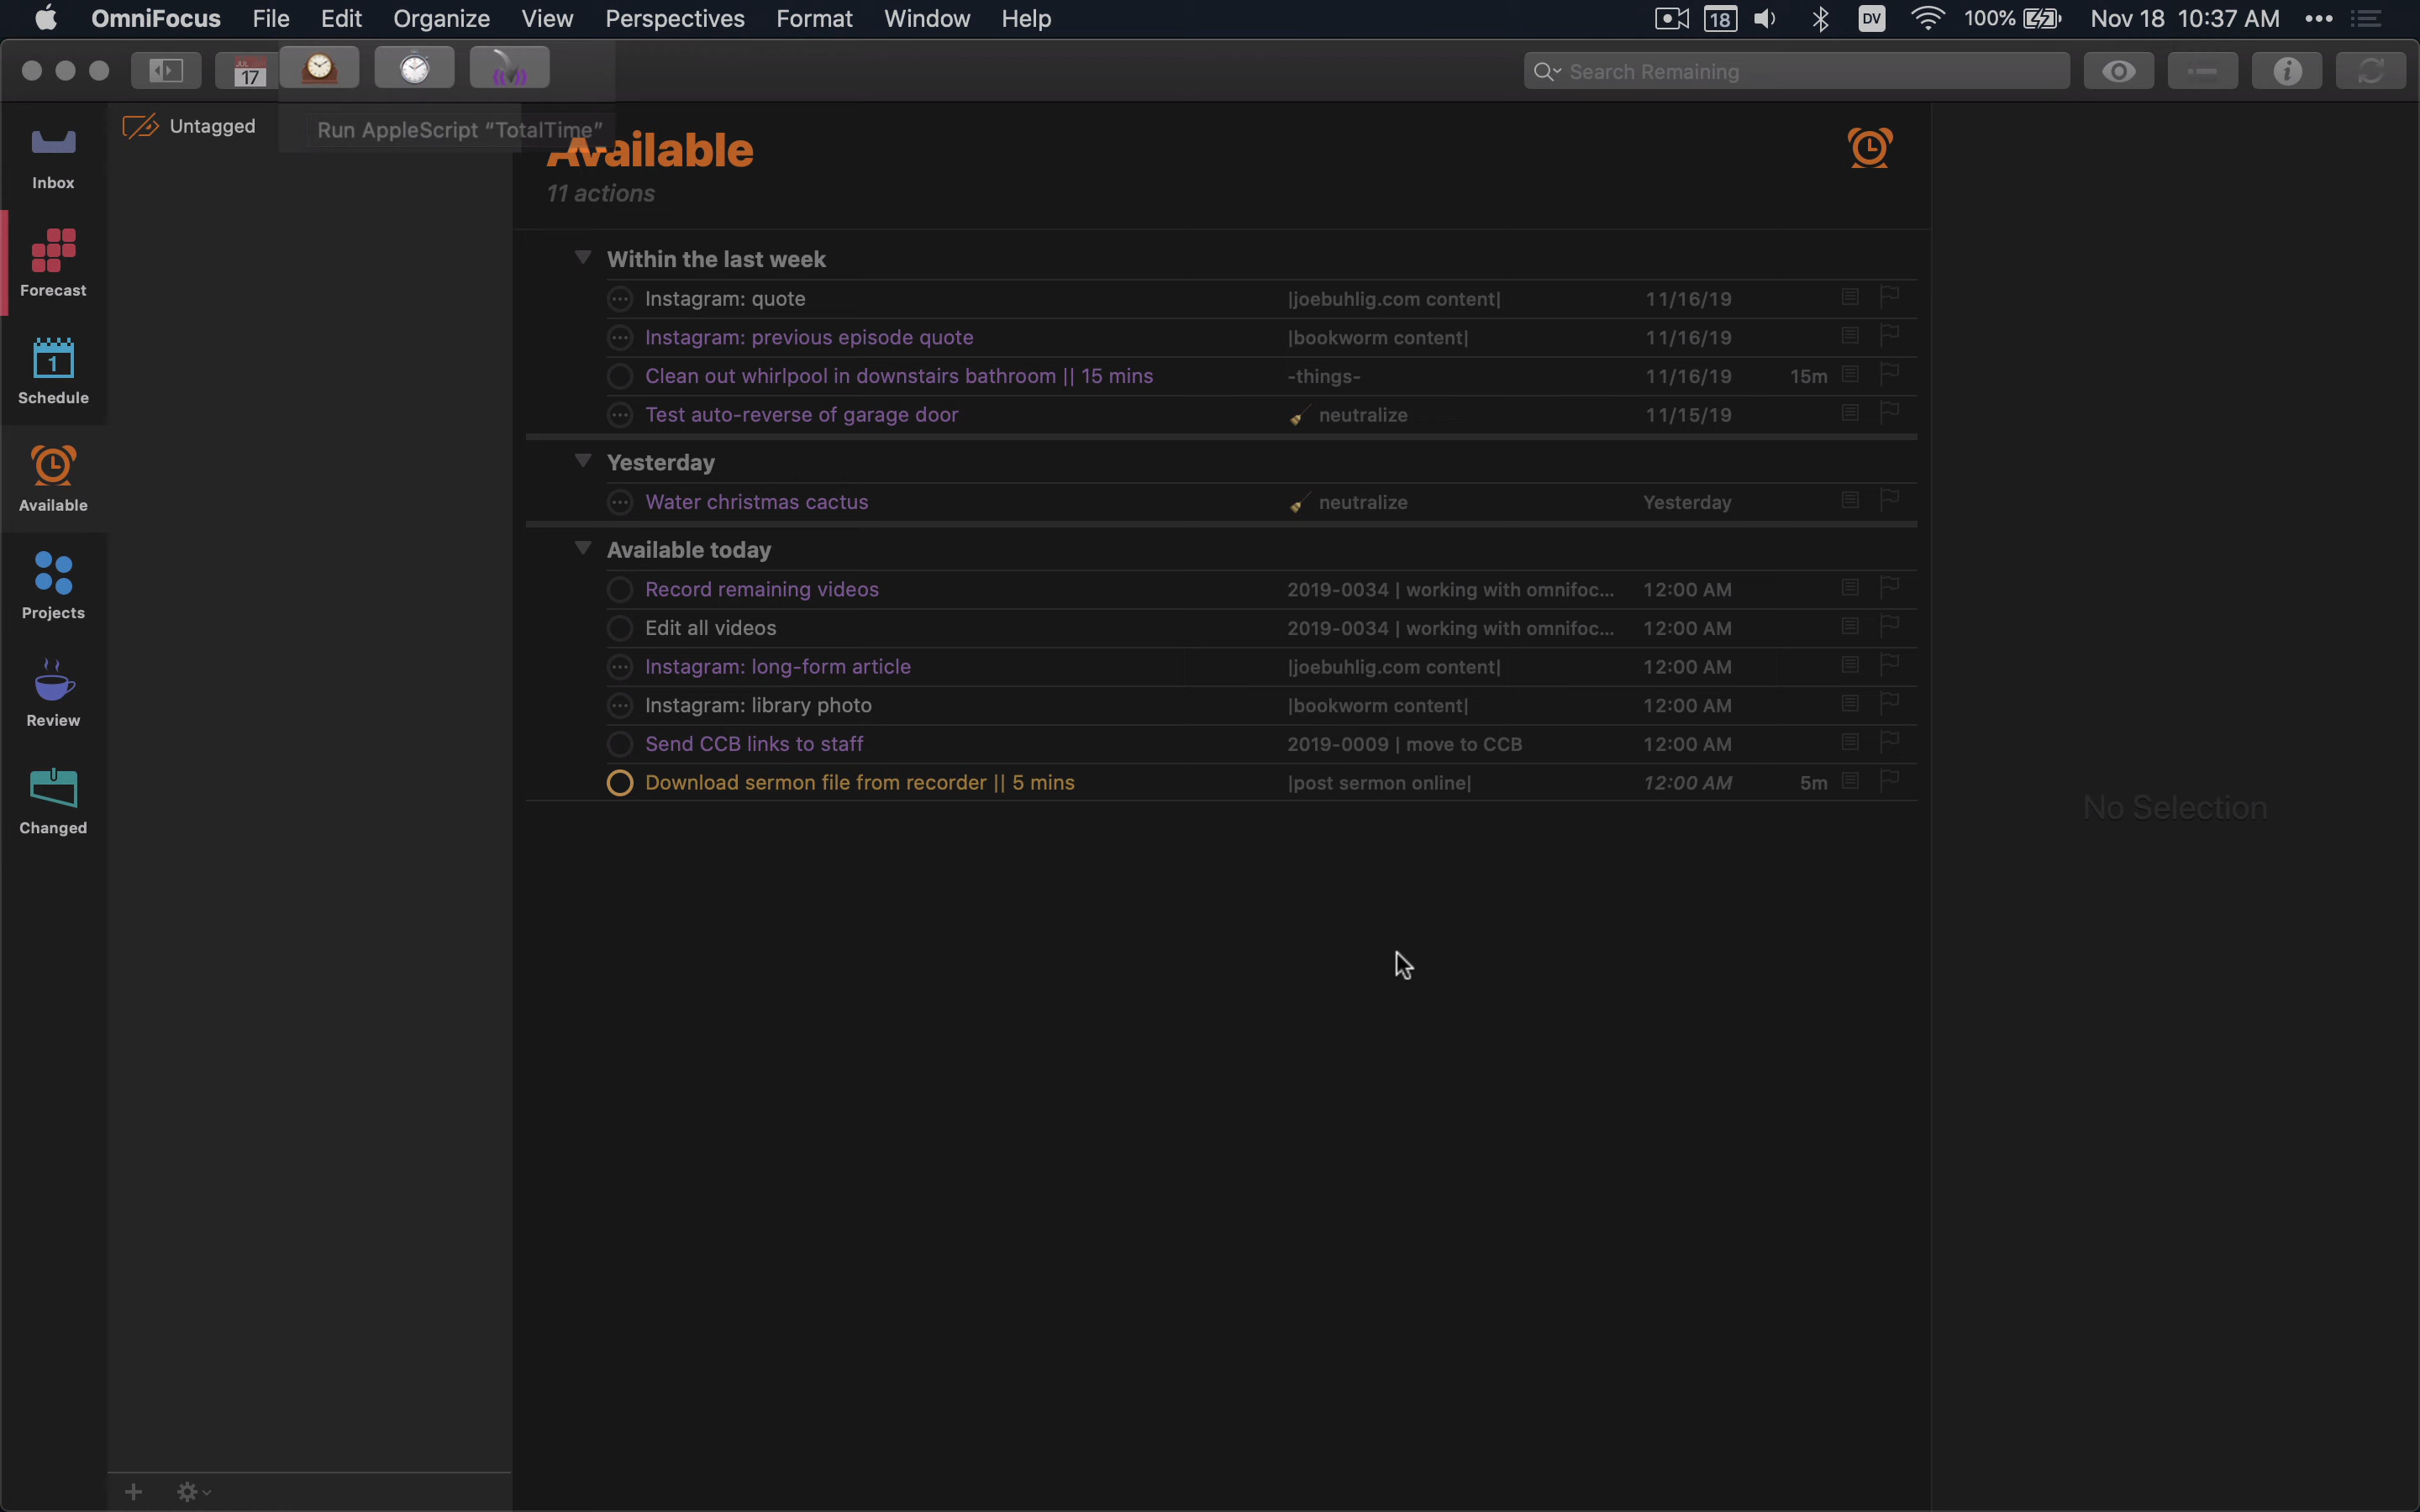 OmniFocus File Edit Organize View Perspectives Format Window Help 18 DV 100% Nov 18 10:37 AM
JUL 17 Search Remaining
Untagged
Run AppleScript “TotalTime”
Inbox
Forecast
1
Schedule
Available
Projects
Review
Changed
Available
11 actions
Within the last week
Instagram: quote |joebuhlig.com content| 11/16/19
Instagram: previous episode quote |bookworm content| 11/16/19
Clean out whirlpool in downstairs bathroom || 15 mins -things- 11/16/19 15m
Test auto-reverse of garage door neutralize 11/15/19
Yesterday
Water christmas cactus neutralize Yesterday
Available today
Record remaining videos 2019-0034 | working with omnifoc... 12:00 AM
Edit all videos 2019-0034 | working with omnifoc... 12:00 AM
Instagram: long-form article |joebuhlig.com content| 12:00 AM
Instagram: library photo |bookworm content| 12:00 AM
Send CCB links to staff 2019-0009 | move to CCB 12:00 AM
Download sermon file from recorder || 5 mins |post sermon online| 12:00 AM 5m
No Selection